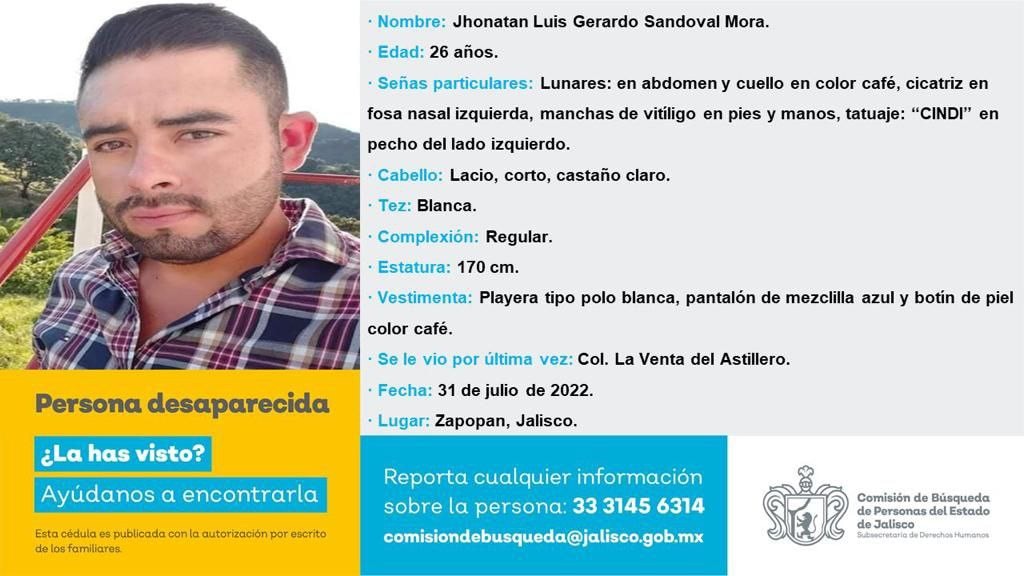 · Nombre: Jhonatan Luis Gerardo Sandoval Mora.
· Edad: 26 años.
· Señas particulares: Lunares: en abdomen y cuello en color café, cicatriz en
fosa nasal izquierda, manchas de vitíligo en pies y manos, tatuaje: “CINDI” en
pecho del lado izquierdo.
· Cabello: Lacio, corto, castaño claro.
· Tez: Blanca.
· Complexión: Regular.
· Estatura: 170 cm.
· Vestimenta: Playera tipo polo blanca, pantalón de mezclilla azul y botín de piel
color café.
· Se le vio por última vez: Col. La Venta del Astillero.
· Fecha: 31 de julio de 2022.
· Lugar: Zapopan, Jalisco.
Persona desaparecida
¿La has visto?
Ayúdanos a encontrarla
Esta cédula es publicada con la autorización por escrito
de los familiares.
Reporta cualquier información
sobre la persona: 33 3145 6314
comisiondebusqueda@jalisco.gob.mx
Comisión de Búsqueda
de Personas del Estado
de Jalisco
Subsecretaría de Derechos Humanos